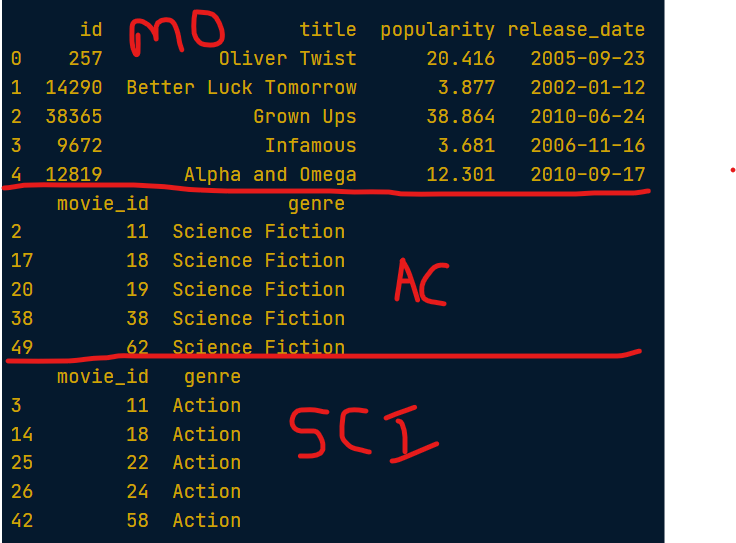 id MO title popularity release_date
0 257 Oliver Twist 20.416 2005-09-23
1 14290 Better Luck Tomorrow 3.877 2002-01-12
2 38365 Grown Ups 38.864 2010-06-24
3 9672 Infamous 3.681 2006-11-16
4 12819 Alpha and Omega 12.301 2010-09-17
movie_id genre
2 11 Science Fiction
17 18 Science Fiction
20 19 Science Fiction
AC
38 38 Science Fiction
49 62 Science Fiction
movie_id genre
3 11 Action
14 18 Action
SCI
25 22 Action
26 24 Action
42 58 Action